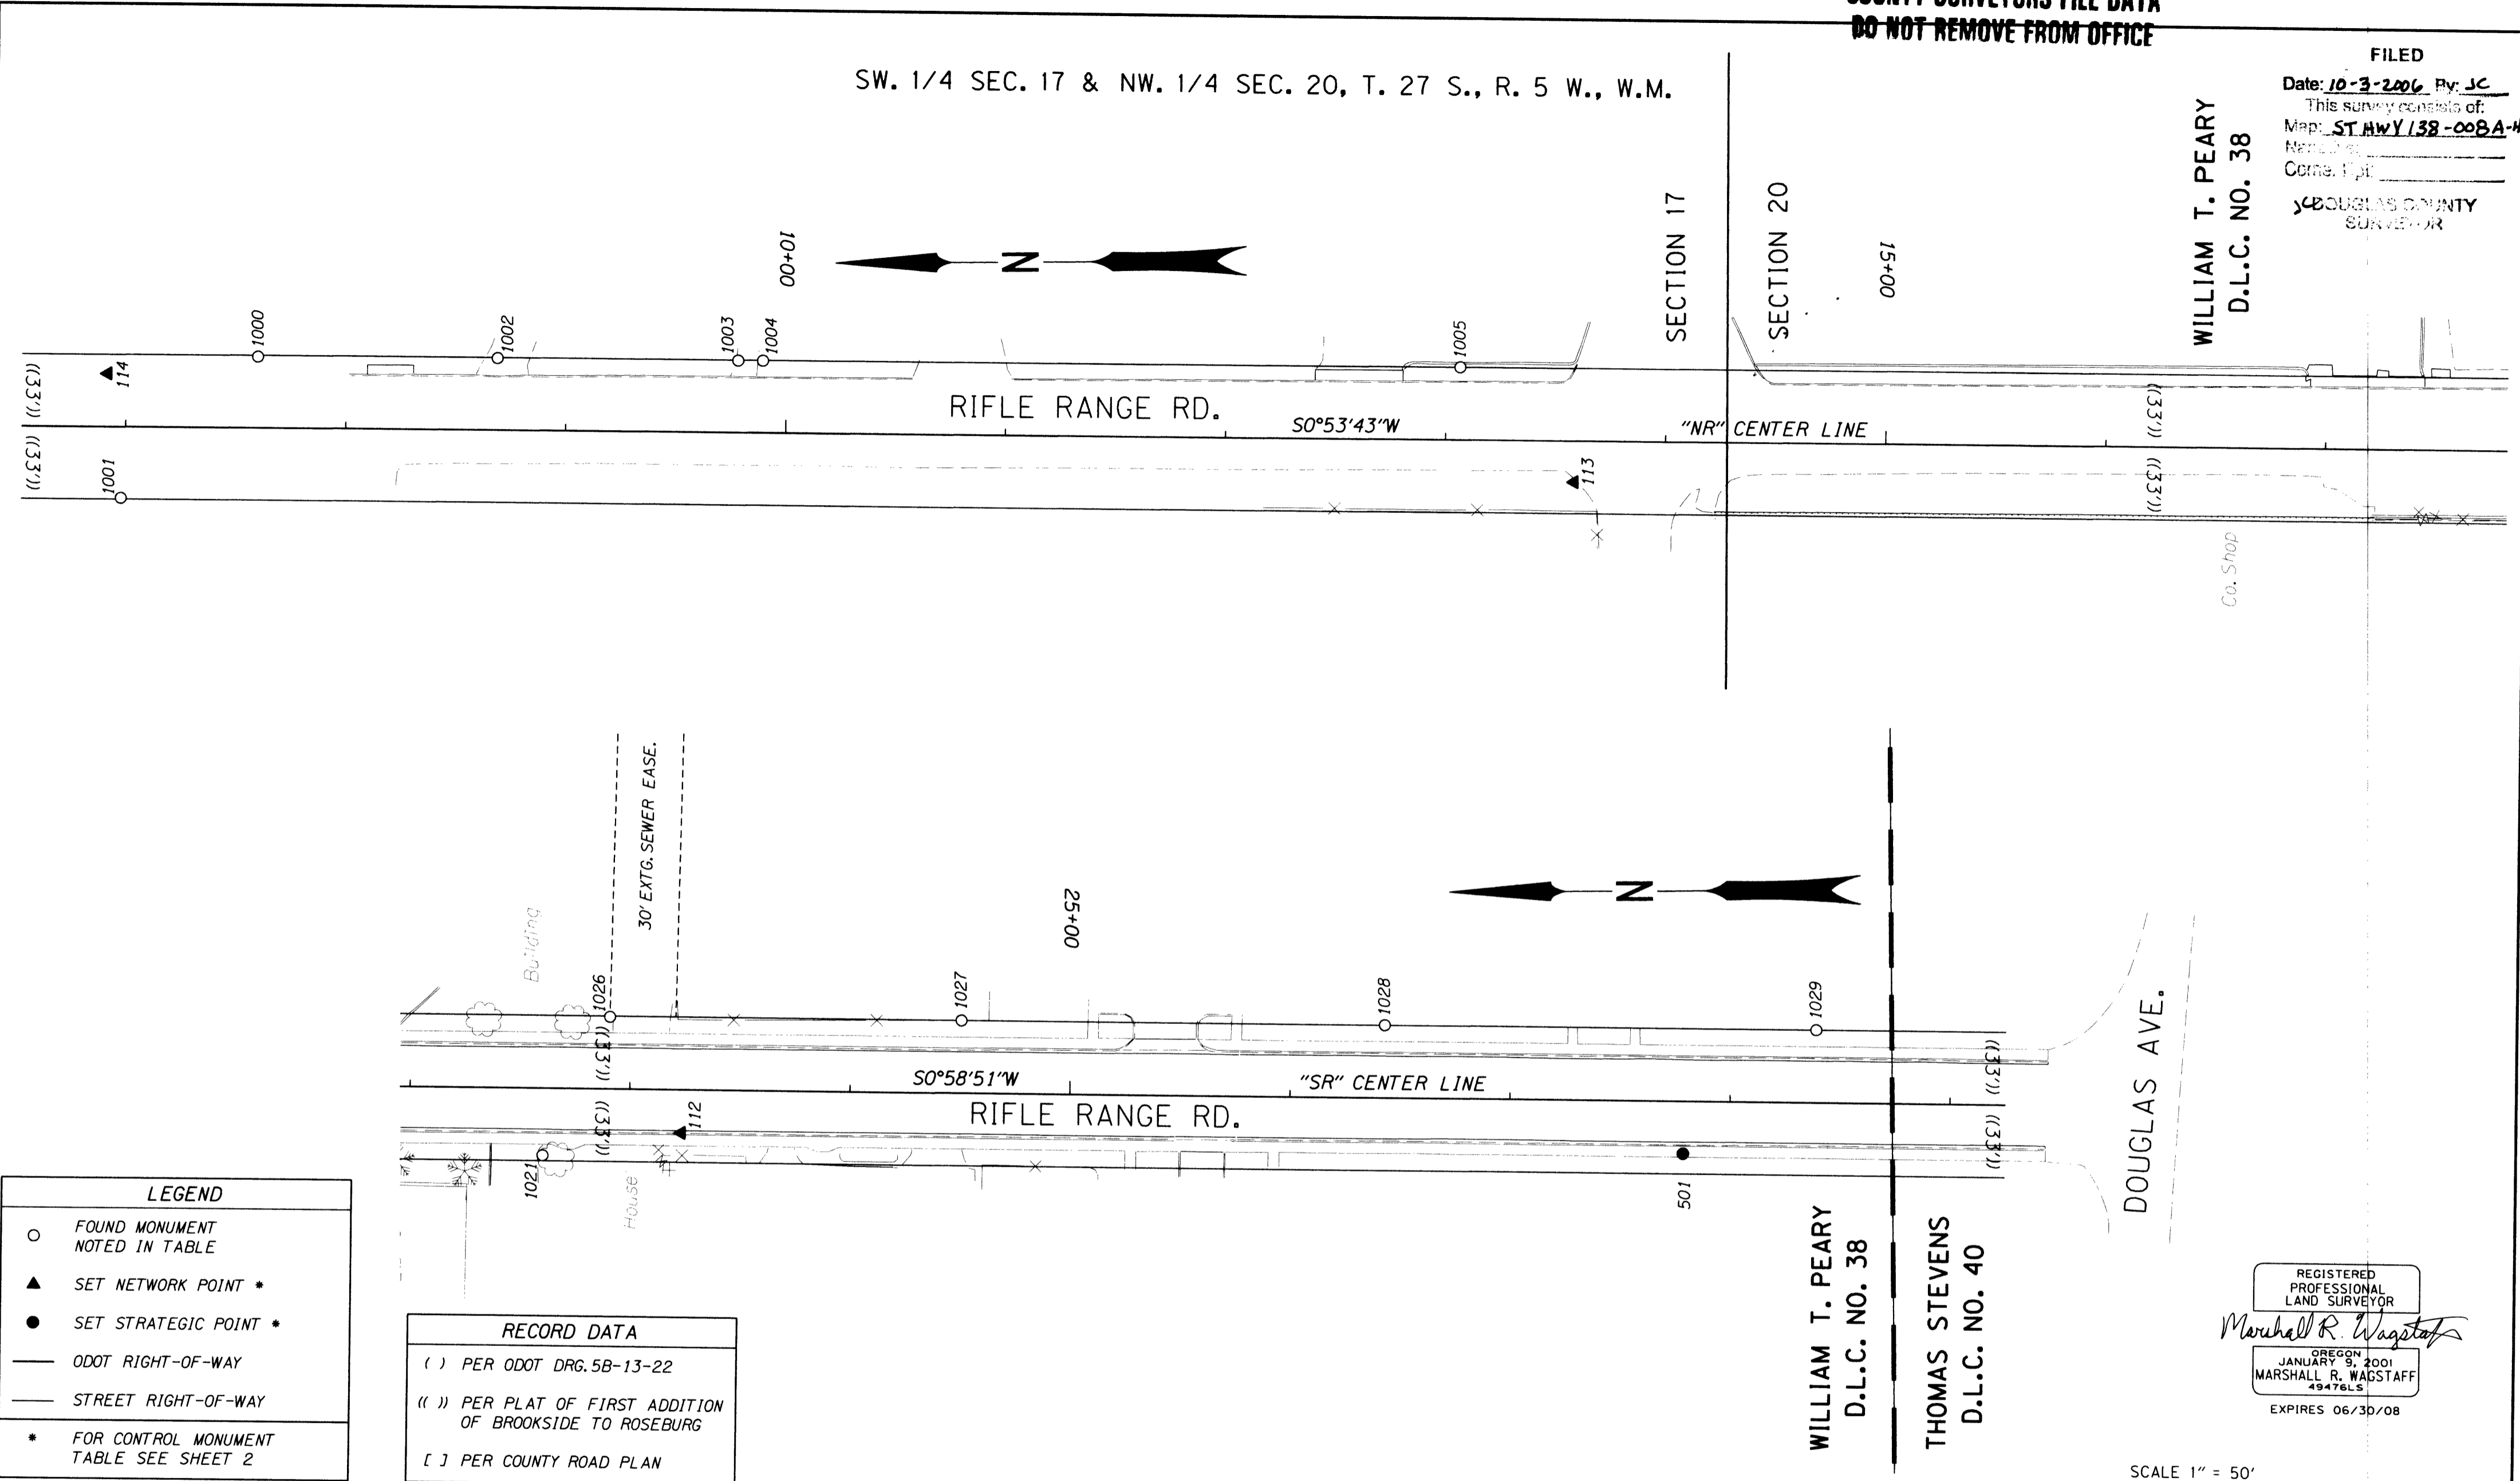 DO NOT REMOVE FROM OFFICE
SW. 1/4 SEC. 17 & NW. 1/4 SEC. 20, T. 27 S., R. 5 W., W.M.
FILED
Date: 10-3-2006 By: JC
This survey consists of:
Map: ST HWY 138-008A-H
DOUGLAS COUNTY
SURVEYOR
WILLIAM T. PEARY
D.L.C. NO. 38
SECTION 17
SECTION 20
10+00
N
15+00
1000
1002
1003
1004
1005
114
((33'))
((33'))
RIFLE RANGE RD.
S0°53'43"W
"NR" CENTER LINE
((33'))
((33'))
1001
113
Co. Shop
30' EXTG. SEWER EASE.
Building
25+00
N
1026
1027
1028
1029
((33'))
((33'))
S0°58'51"W
"SR" CENTER LINE
RIFLE RANGE RD.
((33'))
((33'))
112
1021
House
501
DOUGLAS AVE.
WILLIAM T. PEARY
D.L.C. NO. 38
THOMAS STEVENS
D.L.C. NO. 40
LEGEND
FOUND MONUMENT
NOTED IN TABLE
SET NETWORK POINT *
SET STRATEGIC POINT *
ODOT RIGHT-OF-WAY
STREET RIGHT-OF-WAY
* FOR CONTROL MONUMENT
TABLE SEE SHEET 2
RECORD DATA
( ) PER ODOT DRG. 5B-13-22
(( )) PER PLAT OF FIRST ADDITION
OF BROOKSIDE TO ROSEBURG
[ ] PER COUNTY ROAD PLAN
REGISTERED
PROFESSIONAL
LAND SURVEYOR
Marshall R. Wagstaff
OREGON
JANUARY 9, 2001
MARSHALL R. WAGSTAFF
49476LS
EXPIRES 06/30/08
SCALE 1" = 50'